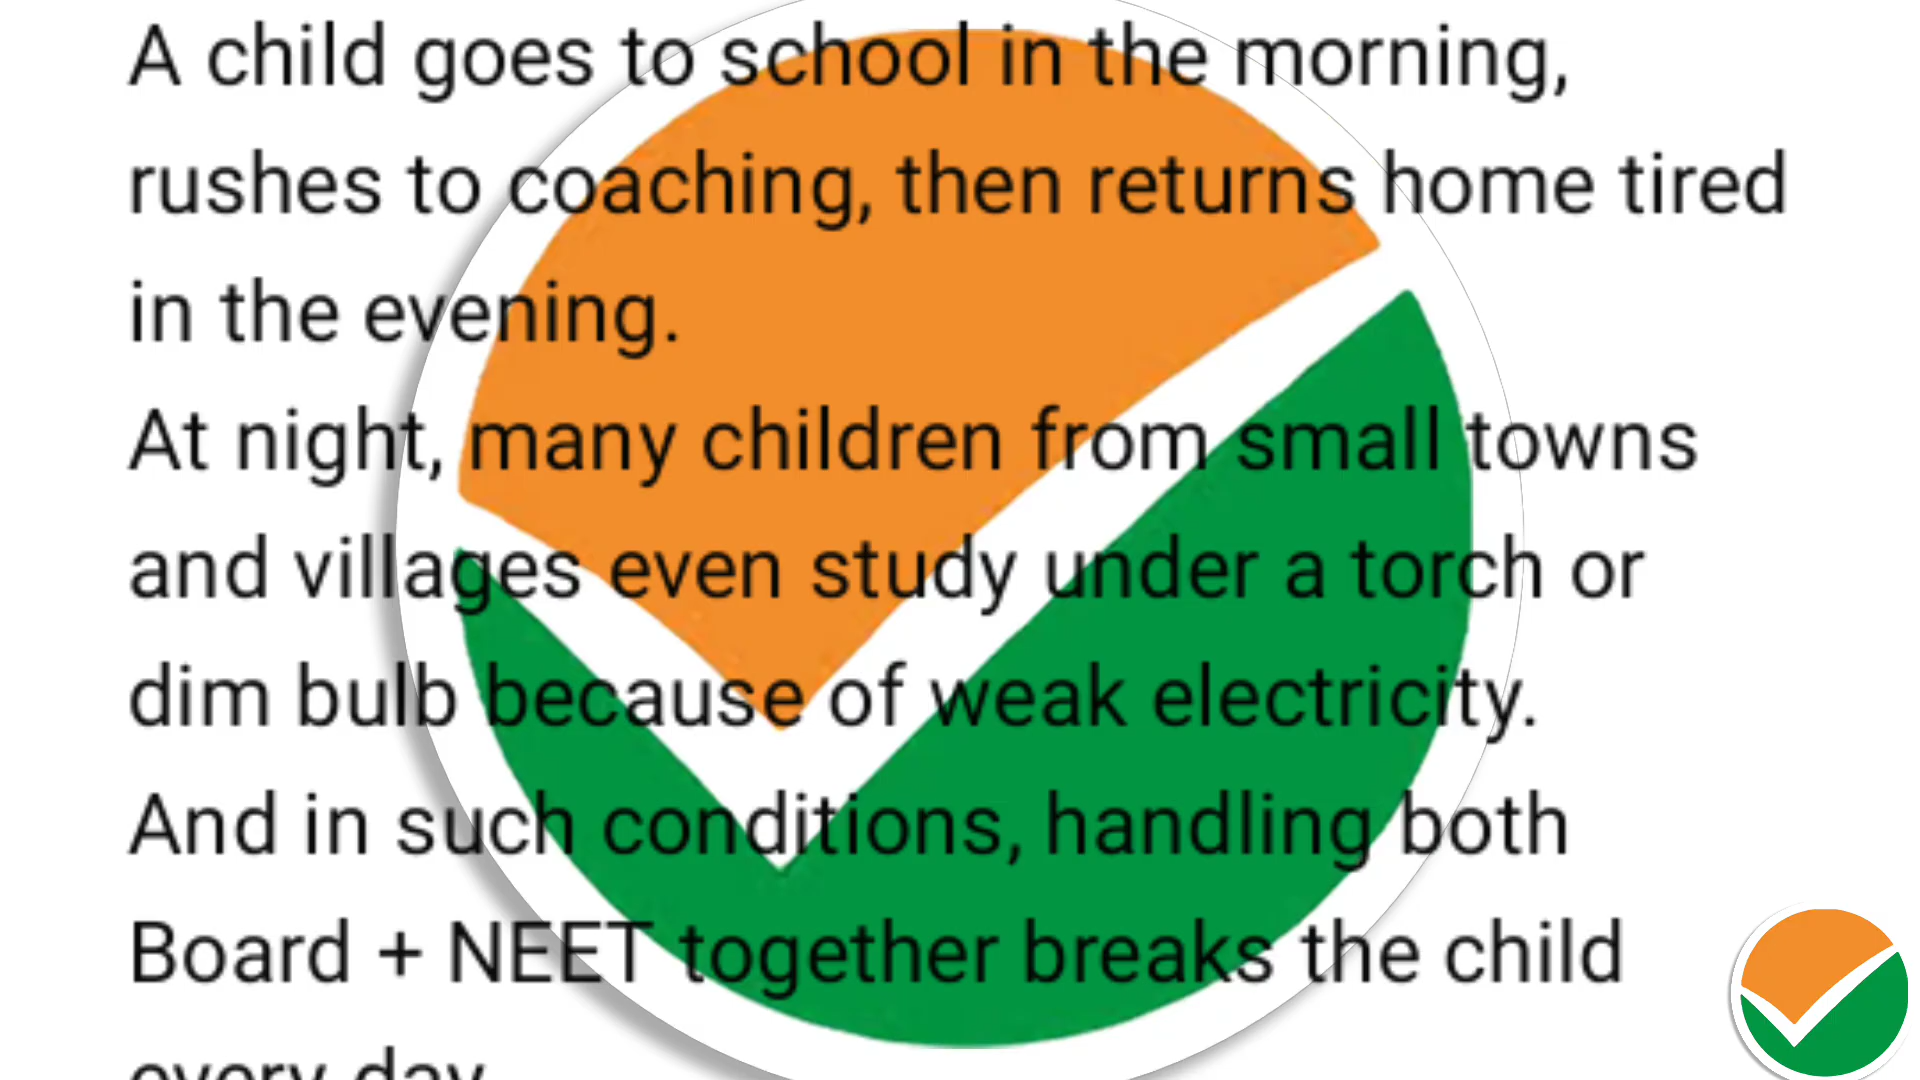 A child goes to school in the morning,
rushes to coaching, then returns home tired
in the evening.
At night, many children from small towns
and villages even study under a torch or
dim bulb because of weak electricity.
And in such conditions, handling both
Board + NEET together breaks the child
every day